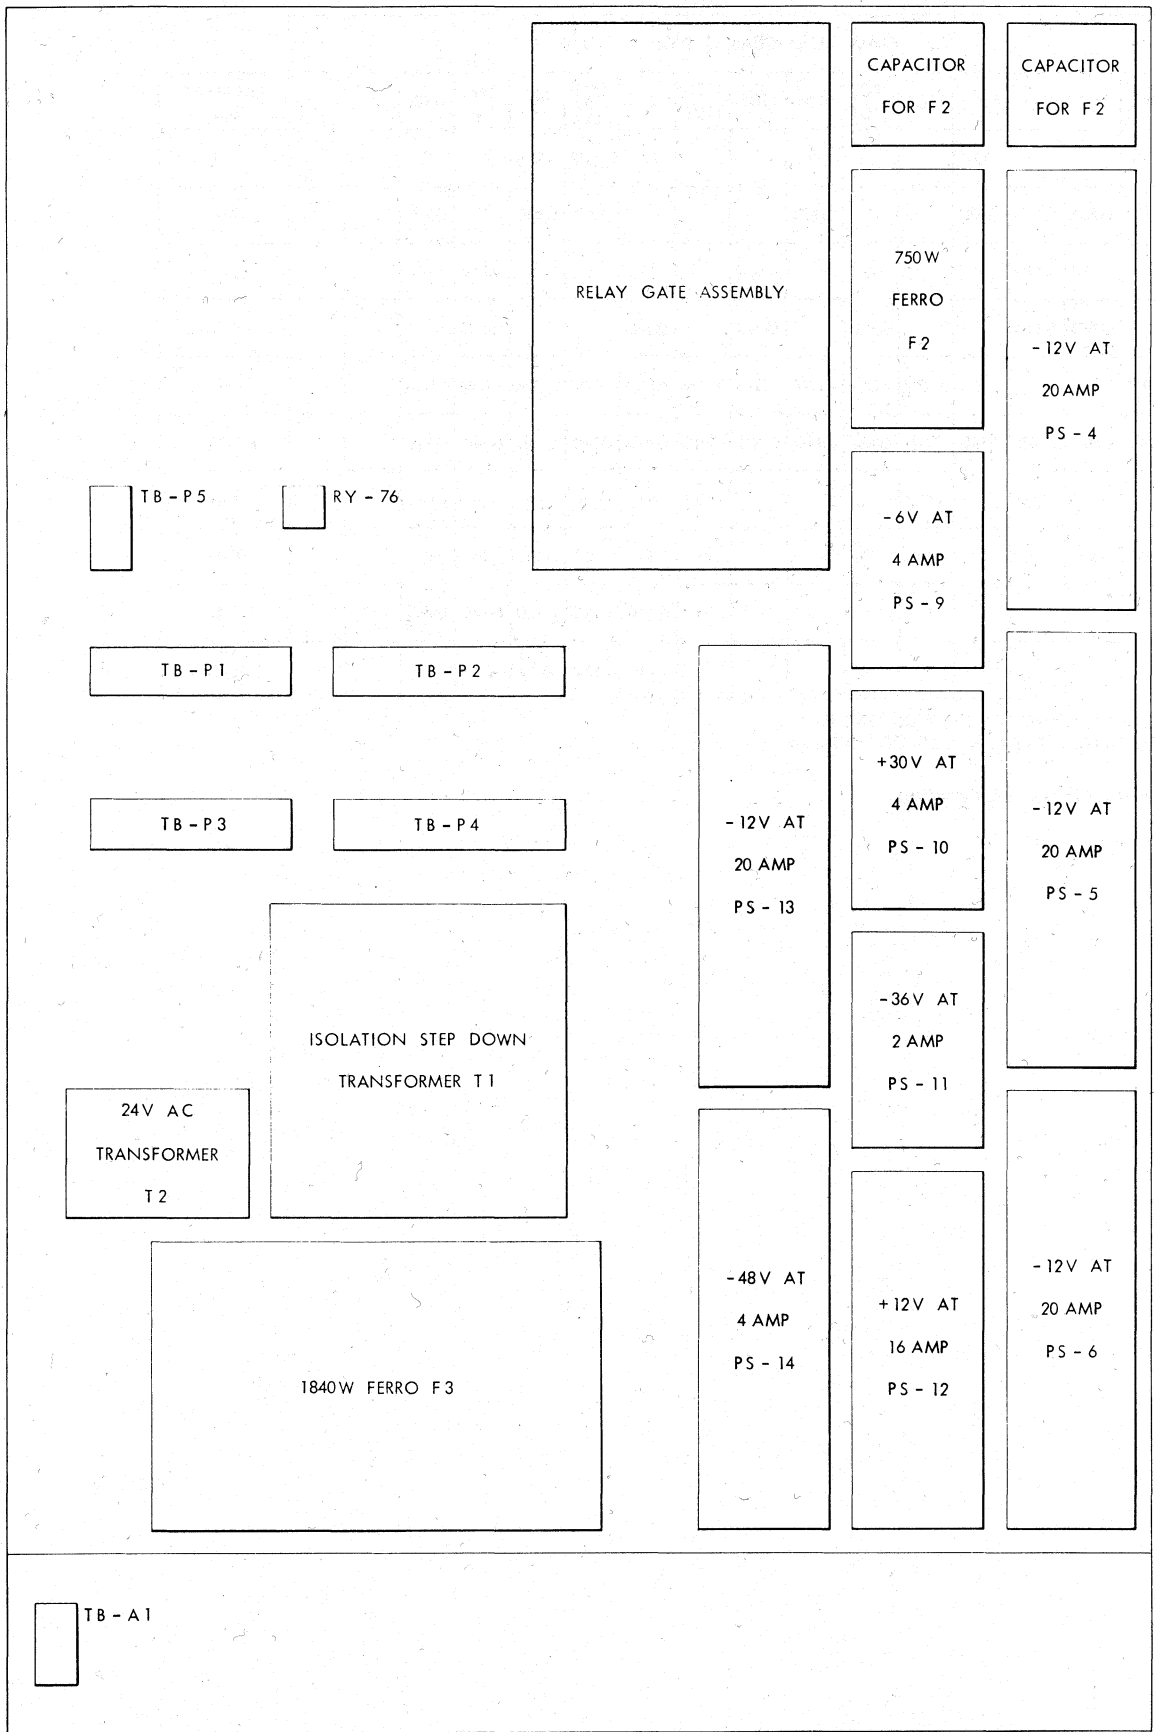 CAPACITOR
FOR F2
CAPACITOR
FOR F2
RELAY GATE ASSEMBLY
750W
FERRO
F2
-12V AT
20 AMP
PS-4
TB-P5
RY-76
-6V AT
4 AMP
PS-9
TB-P1
TB-P2
+30V AT
4 AMP
PS-10
TB-P3
TB-P4
-12V AT
20 AMP
PS-13
-12V AT
20 AMP
PS-5
-36V AT
2 AMP
PS-11
ISOLATION STEP DOWN
TRANSFORMER T1
24V AC
TRANSFORMER
T2
-48V AT
4 AMP
PS-14
+12V AT
16 AMP
PS-12
-12V AT
20 AMP
PS-6
1840W FERRO F3
TB-A1